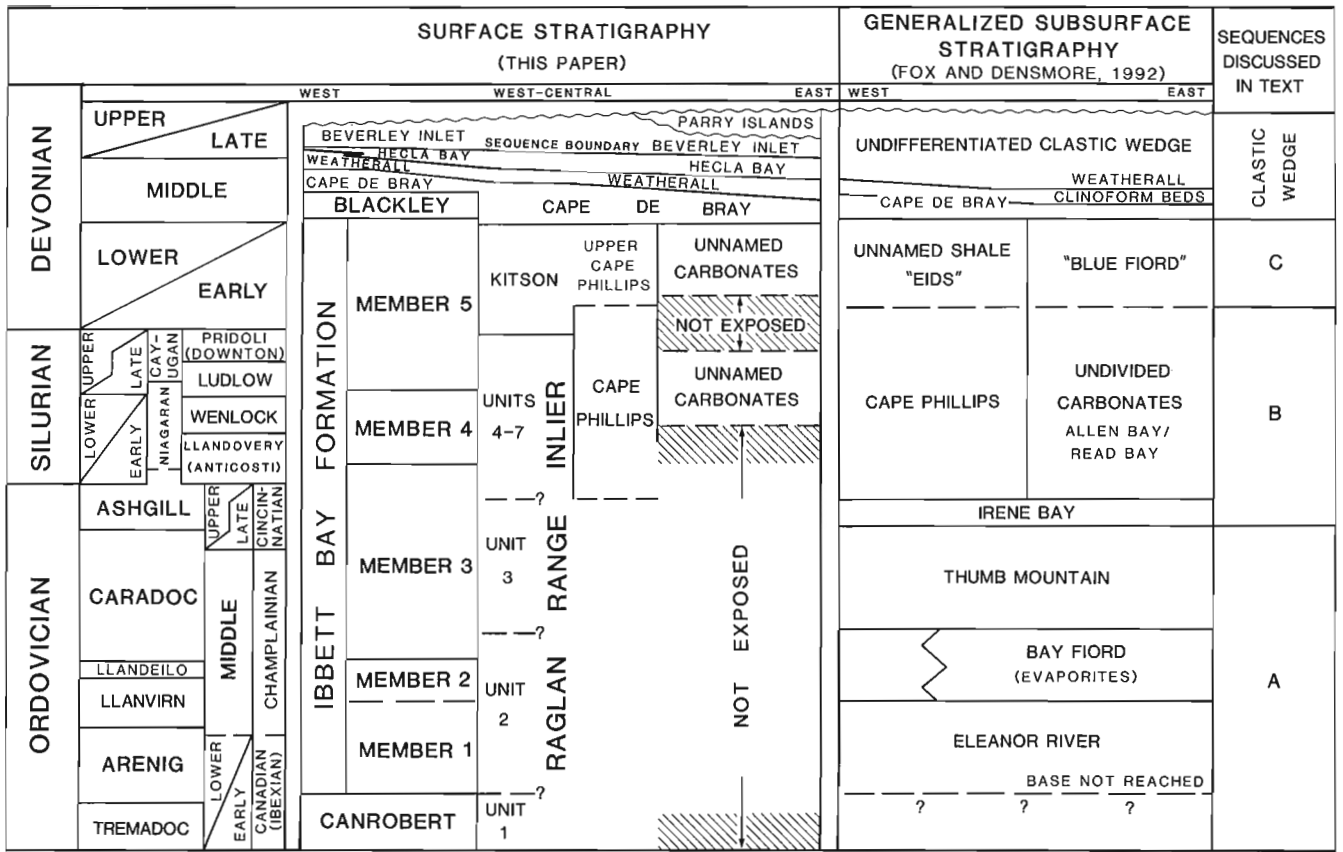 SURFACE STRATIGRAPHY
(THIS PAPER)
GENERALIZED SUBSURFACE
STRATIGRAPHY
(FOX AND DENSMORE, 1992)
SEQUENCES
DISCUSSED
IN TEXT
WEST
WEST-CENTRAL
EAST
WEST
EAST
DEVONIAN
UPPER
LATE
MIDDLE
LOWER
EARLY
SILURIAN
UPPER
LATE
CAY-
UGAN
PRIDOLI
(DOWNTON)
LUDLOW
LOWER
EARLY
NIAGARAN
WENLOCK
LLANDOVERY
(ANTICOSTI)
ORDOVICIAN
ASHGILL
UPPER
LATE
CINCIN-
NATIAN
CARADOC
MIDDLE
CHAMPLAINIAN
LLANDEILO
LLANVIRN
ARENIG
LOWER
EARLY
CANADIAN
(IBEXIAN)
TREMADOC
PARRY ISLANDS
BEVERLEY INLET
SEQUENCE BOUNDARY
BEVERLEY INLET
HECLA BAY
HECLA BAY
WEATHERALL
WEATHERALL
CAPE DE BRAY
BLACKLEY
CAPE DE BRAY
IBBETT BAY FORMATION
MEMBER 5
MEMBER 4
MEMBER 3
MEMBER 2
MEMBER 1
CANROBERT
KITSON
UNITS
4-7
UNIT
3
UNIT
2
UNIT
1
?
?
?
RAGLAN RANGE INLIER
UPPER
CAPE
PHILLIPS
CAPE
PHILLIPS
UNNAMED
CARBONATES
NOT EXPOSED
UNNAMED
CARBONATES
NOT EXPOSED
UNDIFFERENTIATED CLASTIC WEDGE
WEATHERALL
CAPE DE BRAY
CLINOFORM BEDS
UNNAMED SHALE
"EIDS"
"BLUE FIORD"
CAPE PHILLIPS
UNDIVIDED
CARBONATES
ALLEN BAY/
READ BAY
IRENE BAY
THUMB MOUNTAIN
BAY FIORD
(EVAPORITES)
ELEANOR RIVER
BASE NOT REACHED
? ? ?
CLASTIC
WEDGE
C
B
A